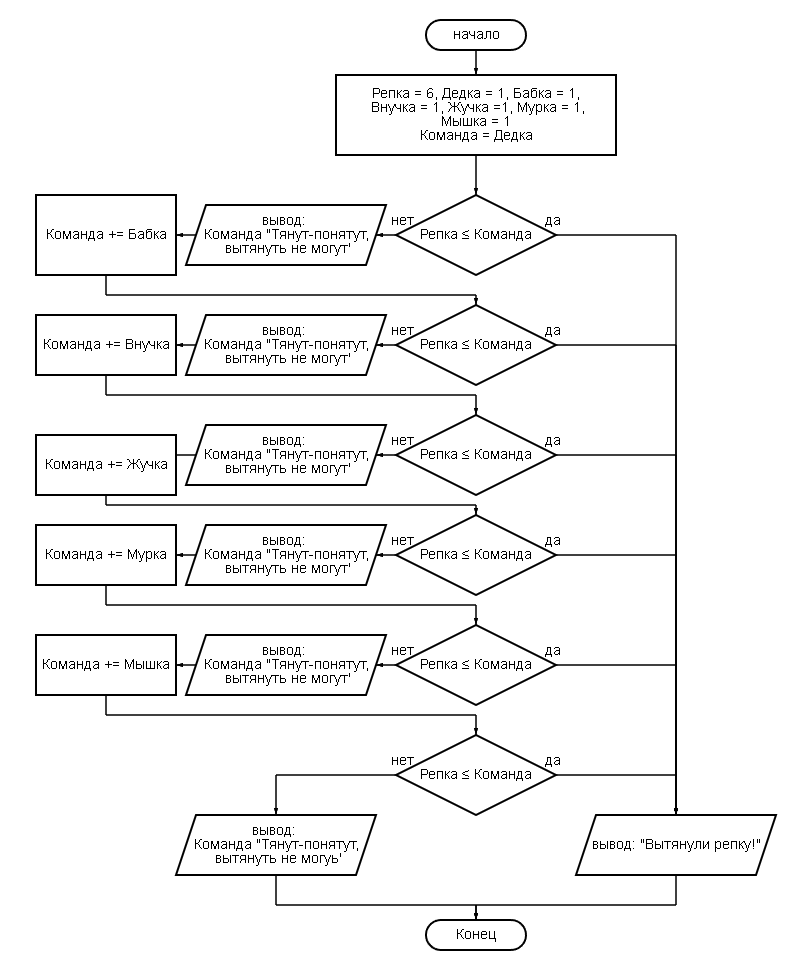 начало
Репка = 6, Дедка = 1, Бабка = 1,
Внучка = 1, Жучка =1, Мурка = 1,
Мышка = 1
Команда = Дедка
Команда += Бабка
вывод:
Команда "Тянут-понятут,
вытянуть не могут'
нет
Репка ≤ Команда
да
Команда += Внучка
вывод:
Команда "Тянут-понятут,
вытянуть не могут'
нет
Репка ≤ Команда
да
Команда += Жучка
вывод:
Команда "Тянут-понятут,
вытянуть не могут'
нет
Репка ≤ Команда
да
Команда += Мурка
вывод:
Команда "Тянут-понятут,
вытянуть не могут'
нет
Репка ≤ Команда
да
Команда += Мышка
вывод:
Команда "Тянут-понятут,
вытянуть не могут'
нет
Репка ≤ Команда
да
нет
Репка ≤ Команда
да
вывод:
Команда "Тянут-понятут,
вытянуть не могуь'
вывод: "Вытянули репку!"
Конец